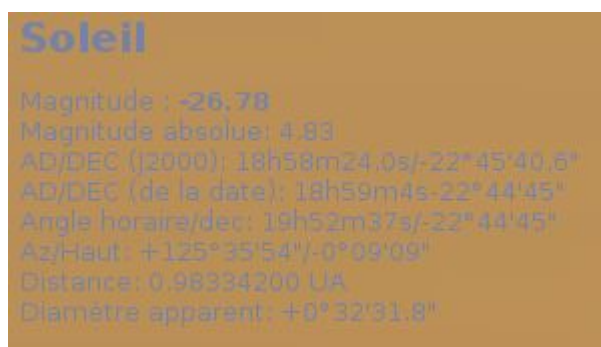 Soleil
Magnitude : -26.78
Magnitude absolue: 4.83
AD/DEC (J2000): 18h58m24.0s/-22°45'40.6"
AD/DEC (de la date): 18h59m4s-22°44'45"
Angle horaire/dec: 19h52m37s/-22°44'45"
Az/Haut: +125°35'54"/-0°09'09"
Distance: 0.98334200 UA
Diamètre apparent: +0°32'31.8"